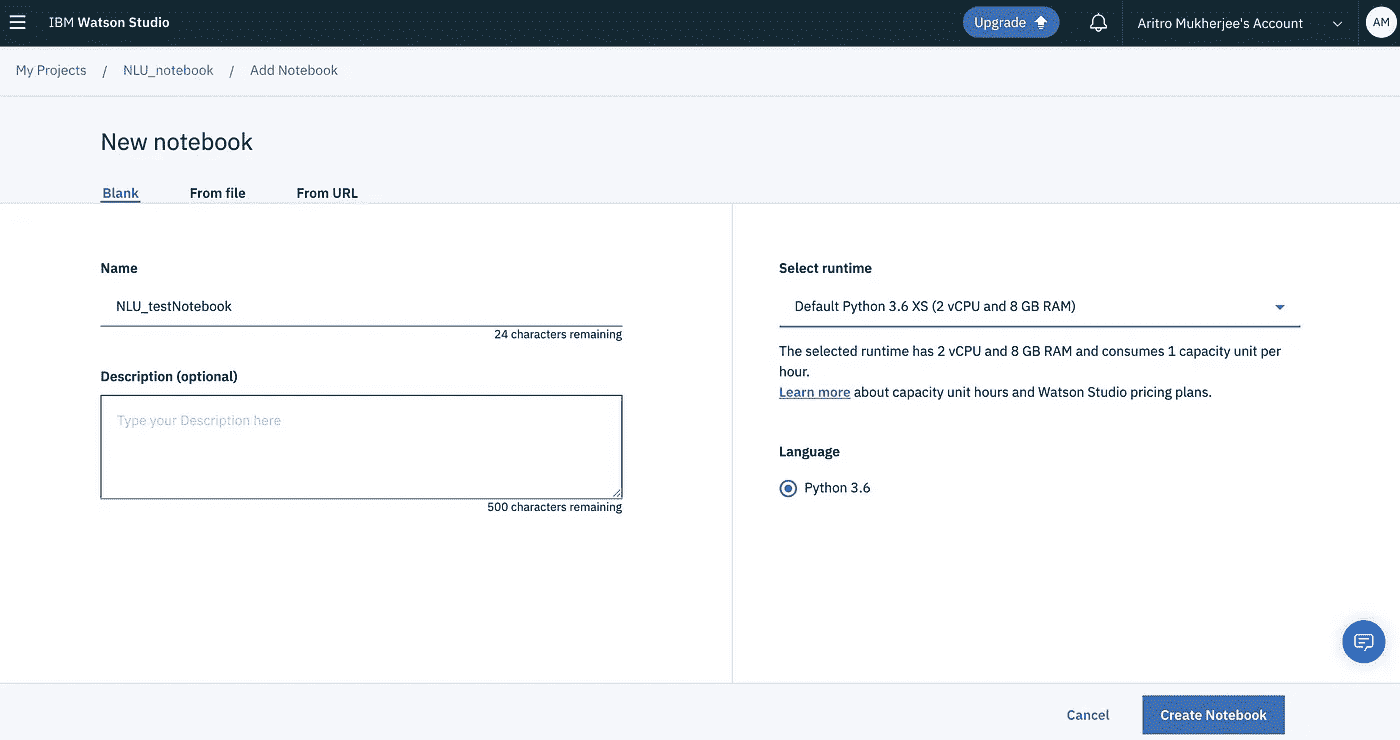 IBM Watson Studio
Upgrade
Aritro Mukherjee's Account
AM
My Projects / NLU_notebook / Add Notebook
New notebook
Blank
From file
From URL
Name
NLU_testNotebook
24 characters remaining
Description (optional)
Type your Description here
500 characters remaining
Select runtime
Default Python 3.6 XS (2 vCPU and 8 GB RAM)
The selected runtime has 2 vCPU and 8 GB RAM and consumes 1 capacity unit per
hour.
Learn more about capacity unit hours and Watson Studio pricing plans.
Language
Python 3.6
Cancel
Create Notebook